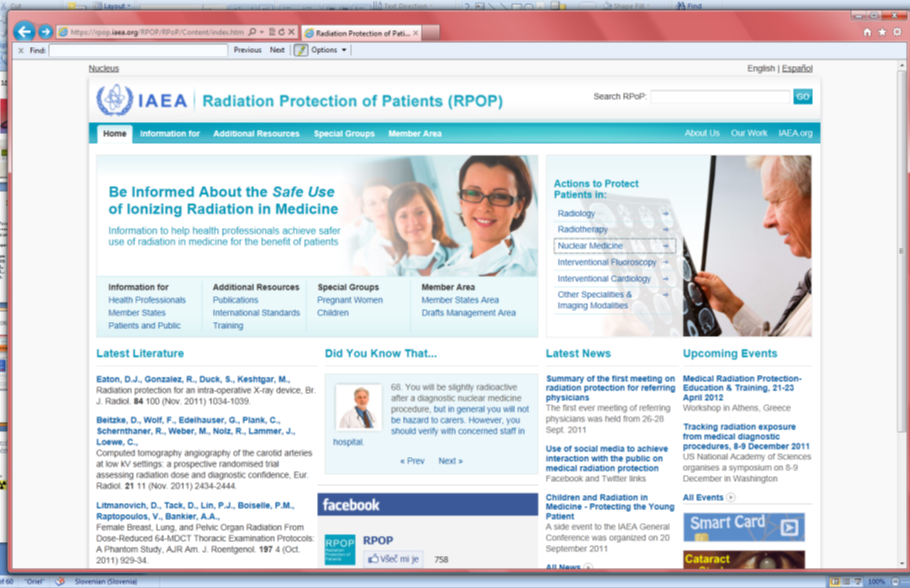 Cut
Layout
Text Direction
Shape Fill
Find
https://rpop.iaea.org/RPOP/RPoP/Content/index.htm
Radiation Protection of Pati...
x Find:
Previous Next
Options
Nucleus
English | Español
IAEA Radiation Protection of Patients (RPOP)
Search RPoP:
GO
Home Information for Additional Resources Special Groups Member Area
About Us Our Work IAEA.org
Be Informed About the Safe Use
of Ionizing Radiation in Medicine
Information to help health professionals achieve safer
use of radiation in medicine for the benefit of patients
Actions to Protect
Patients in:
Radiology
Radiotherapy
Nuclear Medicine
Interventional Fluoroscopy
Interventional Cardiology
Other Specialities &
Imaging Modalities
Information for
Health Professionals
Member States
Patients and Public
Additional Resources
Publications
International Standards
Training
Special Groups
Pregnant Women
Children
Member Area
Member States Area
Drafts Management Area
Latest Literature
Eaton, D.J., Gonzalez, R., Duck, S., Keshtgar, M.,
Radiation protection for an intra-operative X-ray device, Br.
J. Radiol. 84 100 (Nov. 2011) 1034-1039.
Beitzke, D., Wolf, F., Edelhauser, G., Plank, C.,
Schernthaner, R., Weber, M., Nolz, R., Lammer, J.,
Loewe, C.,
Computed tomography angiography of the carotid arteries
at low kV settings: a prospective randomised trial
assessing radiation dose and diagnostic confidence, Eur.
Radiol. 21 11 (Nov. 2011) 2434-2444.
Litmanovich, D., Tack, D., Lin, P.J., Boiselle, P.M.,
Raptopoulos, V., Bankier, A.A.,
Female Breast, Lung, and Pelvic Organ Radiation From
Dose-Reduced 64-MDCT Thoracic Examination Protocols:
A Phantom Study, AJR Am. J. Roentgenol. 197 4 (Oct.
2011) 929-34.
Did You Know That...
68. You will be slightly radioactive
after a diagnostic nuclear medicine
procedure, but in general you will not
be hazard to carers. However, you
should verify with concerned staff in
hospital.
« Prev Next »
facebook
RPOP
Radiation
Protection of
Patients
RPOP
Všeč mi je 758
Latest News
Summary of the first meeting on
radiation protection for referring
physicians
The first ever meeting of referring
physicians was held from 26-28
Sept. 2011
Use of social media to achieve
interaction with the public on
medical radiation protection
Facebook and Twitter links
Children and Radiation in
Medicine - Protecting the Young
Patient
A side event to the IAEA General
Conference was organized on 20
September 2011
All News
Upcoming Events
Medical Radiation Protection-
Education & Training, 21-23
April 2012
Workshop in Athens, Greece
Tracking radiation exposure
from medical diagnostic
procedures, 8-9 December 2011
US National Academy of Sciences
organises a symposium on 8-9
December in Washington
All Events
Smart Card
Cataract
of 60 "Oriel" Slovenian (Slovenia)
100%